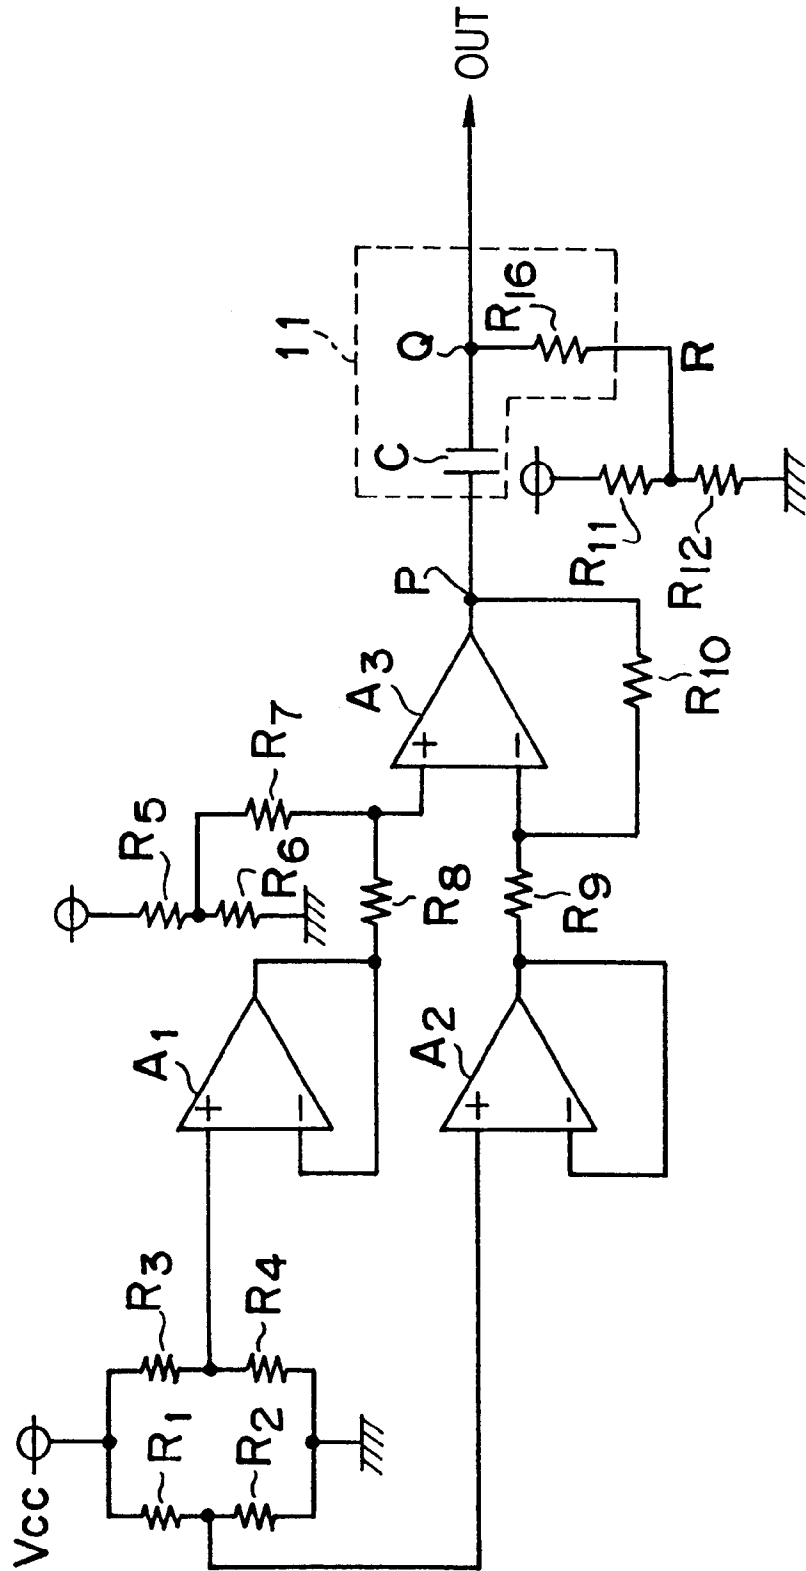 Vcc
R1
R2
R3
R4
A1
+
−
A2
+
−
R5
R6
R7
R8
R9
A3
+
−
R10
P
C
11
Q
R16
R11
R12
R
OUT